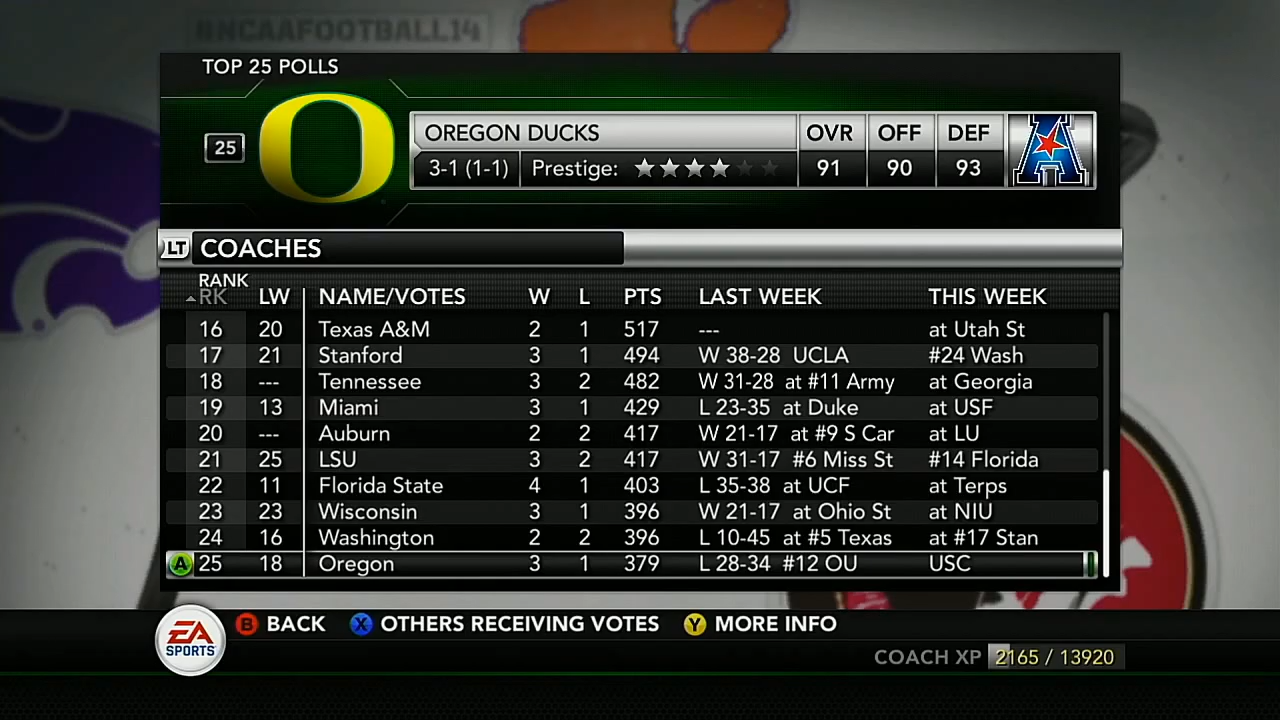 #NCAAFOOTBALL14
TOP 25 POLLS
25
OREGON DUCKS OVR OFF DEF
3-1 (1-1) Prestige: 91 90 93
LT COACHES
RANK
RK LW NAME/VOTES W L PTS LAST WEEK THIS WEEK
16 20 Texas A&M 2 1 517 --- at Utah St
17 21 Stanford 3 1 494 W 38-28 UCLA #24 Wash
18 --- Tennessee 3 2 482 W 31-28 at #11 Army at Georgia
19 13 Miami 3 1 429 L 23-35 at Duke at USF
20 --- Auburn 2 2 417 W 21-17 at #9 S Car at LU
21 25 LSU 3 2 417 W 31-17 #6 Miss St #14 Florida
22 11 Florida State 4 1 403 L 35-38 at UCF at Terps
23 23 Wisconsin 3 1 396 W 21-17 at Ohio St at NIU
24 16 Washington 2 2 396 L 10-45 at #5 Texas at #17 Stan
A 25 18 Oregon 3 1 379 L 28-34 #12 OU USC
EA
SPORTS
B BACK X OTHERS RECEIVING VOTES Y MORE INFO
COACH XP 2165 / 13920